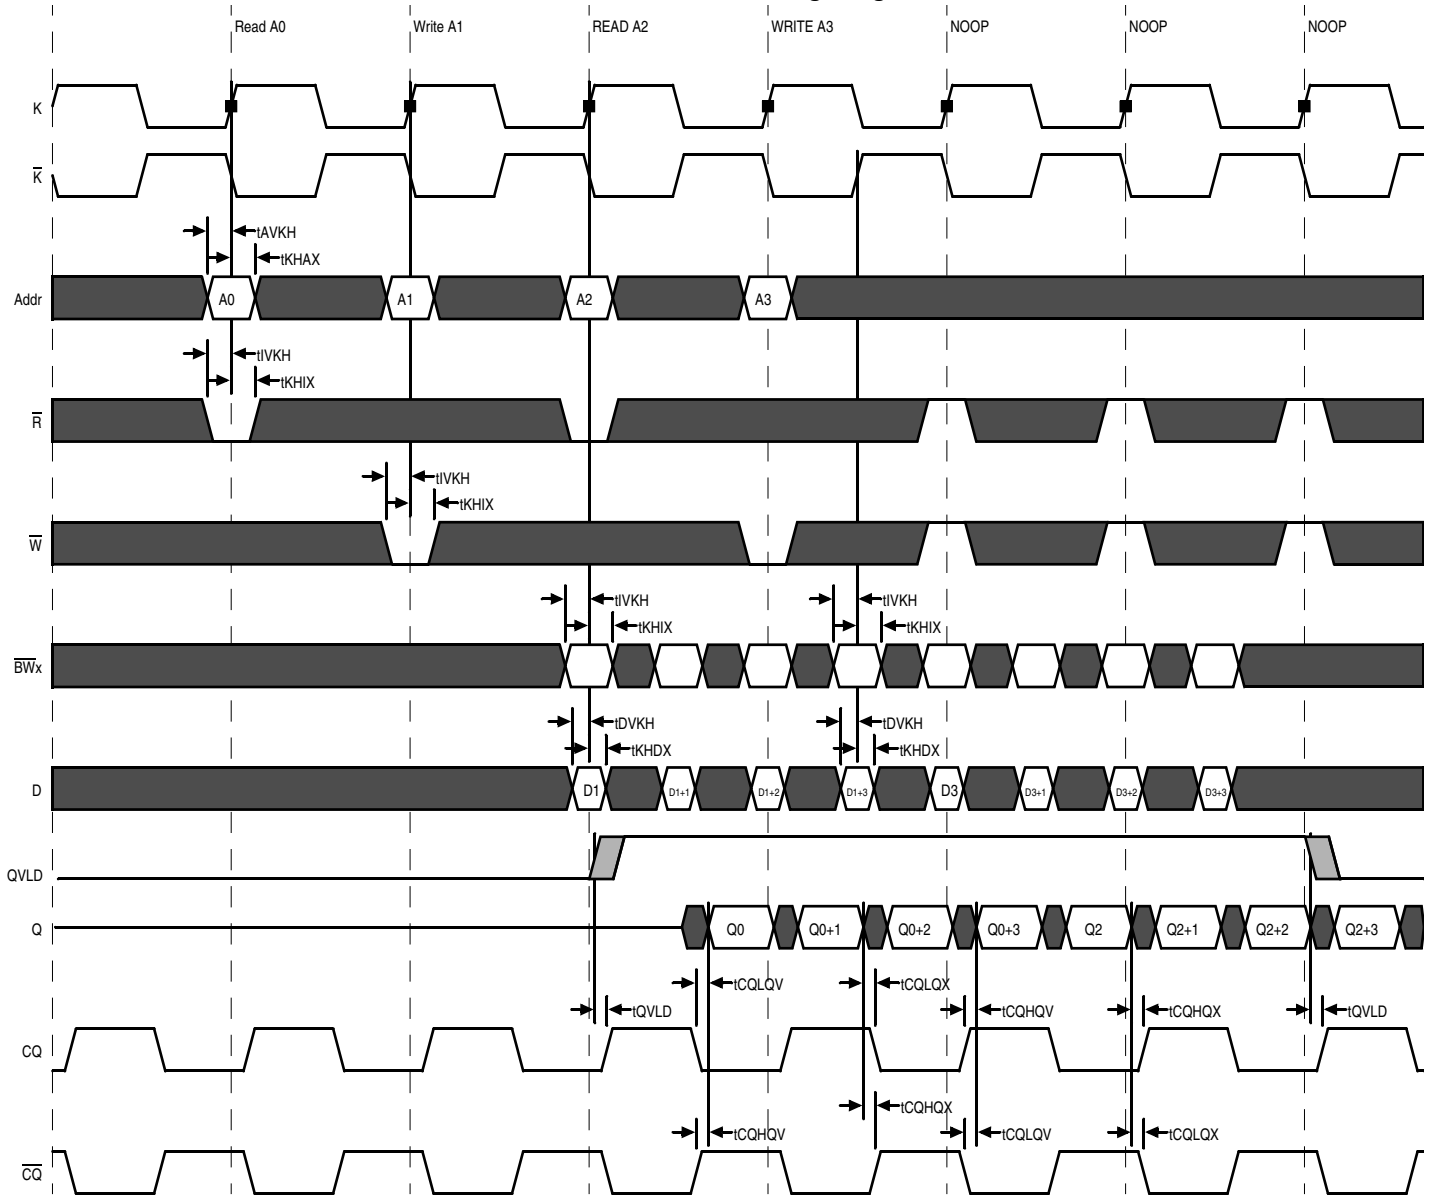 Read A0 Write A1 READ A2 WRITE A3 NOOP NOOP NOOP
K
K̅
tAVKH
tKHAX
Addr A0 A1 A2 A3
tIVKH
tKHIX
R̅
tIVKH
tKHIX
W̅
tIVKH tIVKH
tKHIX tKHIX
B̅W̅x
tDVKH tDVKH
tKHDX tKHDX
D D1 D1+1 D1+2 D1+3 D3 D3+1 D3+2 D3+3
QVLD
Q Q0 Q0+1 Q0+2 Q0+3 Q2 Q2+1 Q2+2 Q2+3
tCQLQV tCQLQX
tQVLD tCQHQV tCQHQX tQVLD
CQ
tCQHQX
tCQHQV tCQLQV tCQLQX
C̅Q̅